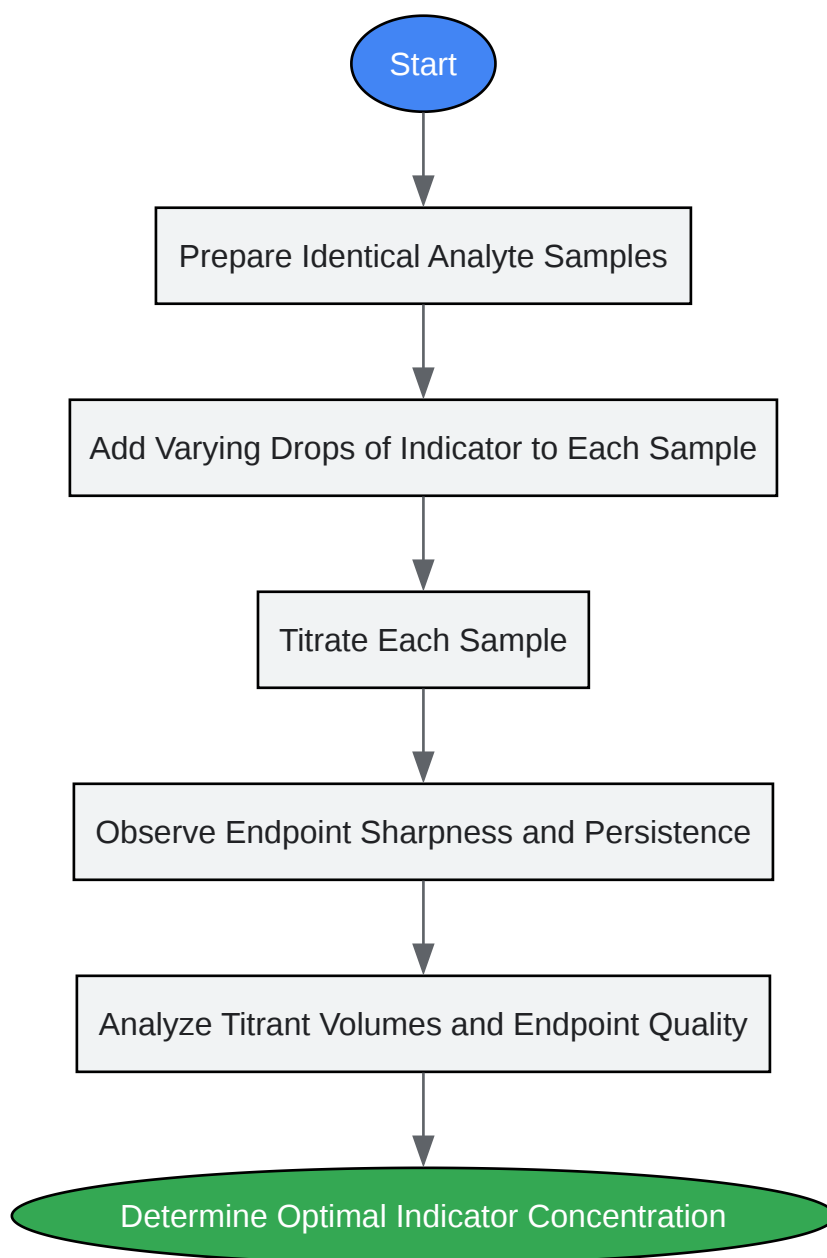 Start
Prepare Identical Analyte Samples
Add Varying Drops of Indicator to Each Sample
Titrate Each Sample
Observe Endpoint Sharpness and Persistence
Analyze Titrant Volumes and Endpoint Quality
Determine Optimal Indicator Concentration